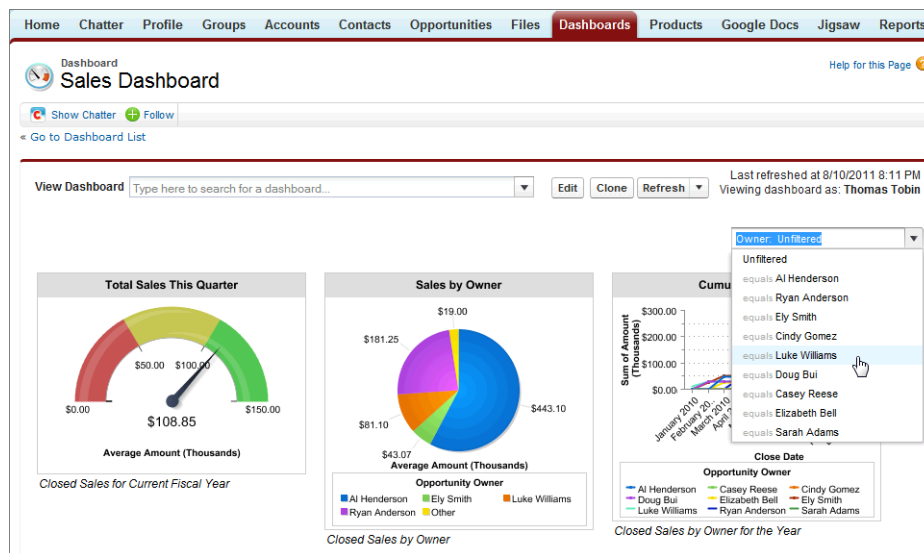 Home Chatter Profile Groups Accounts Contacts Opportunities Files Dashboards Products Google Docs Jigsaw Reports
Dashboard
Sales Dashboard
Help for this Page
Show Chatter Follow
« Go to Dashboard List
View Dashboard Type here to search for a dashboard... Edit Clone Refresh
Last refreshed at 8/10/2011 8:11 PM
Viewing dashboard as: Thomas Tobin
Owner: Unfiltered
Unfiltered
equals Al Henderson
equals Ryan Anderson
equals Ely Smith
equals Cindy Gomez
equals Luke Williams
equals Doug Bui
equals Casey Reese
equals Elizabeth Bell
equals Sarah Adams
Total Sales This Quarter
$50.00 $100.00
$0.00 $150.00
$108.85
Average Amount (Thousands)
Closed Sales for Current Fiscal Year
Sales by Owner
$19.00
$181.25
$443.10
$81.10
$43.07
Average Amount (Thousands)
Opportunity Owner
Al Henderson Ely Smith Luke Williams
Ryan Anderson Other
Closed Sales by Owner
Cumu
Sum of Amount
(Thousands)
$300.00
$200.00
$100.00
$0.00
January 2010
February 20...
March 2010
Close Date
Opportunity Owner
Al Henderson Casey Reese Cindy Gomez
Doug Bui Elizabeth Bell Ely Smith
Luke Williams Ryan Anderson Sarah Adams
Closed Sales by Owner for the Year